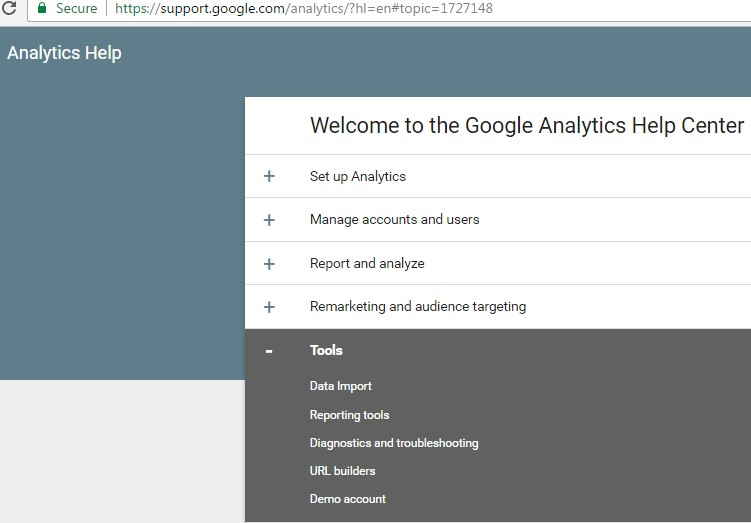 Secure https://support.google.com/analytics/?hl=en#topic=1727148
Analytics Help
Welcome to the Google Analytics Help Center
+ Set up Analytics
+ Manage accounts and users
+ Report and analyze
+ Remarketing and audience targeting
- Tools
Data Import
Reporting tools
Diagnostics and troubleshooting
URL builders
Demo account